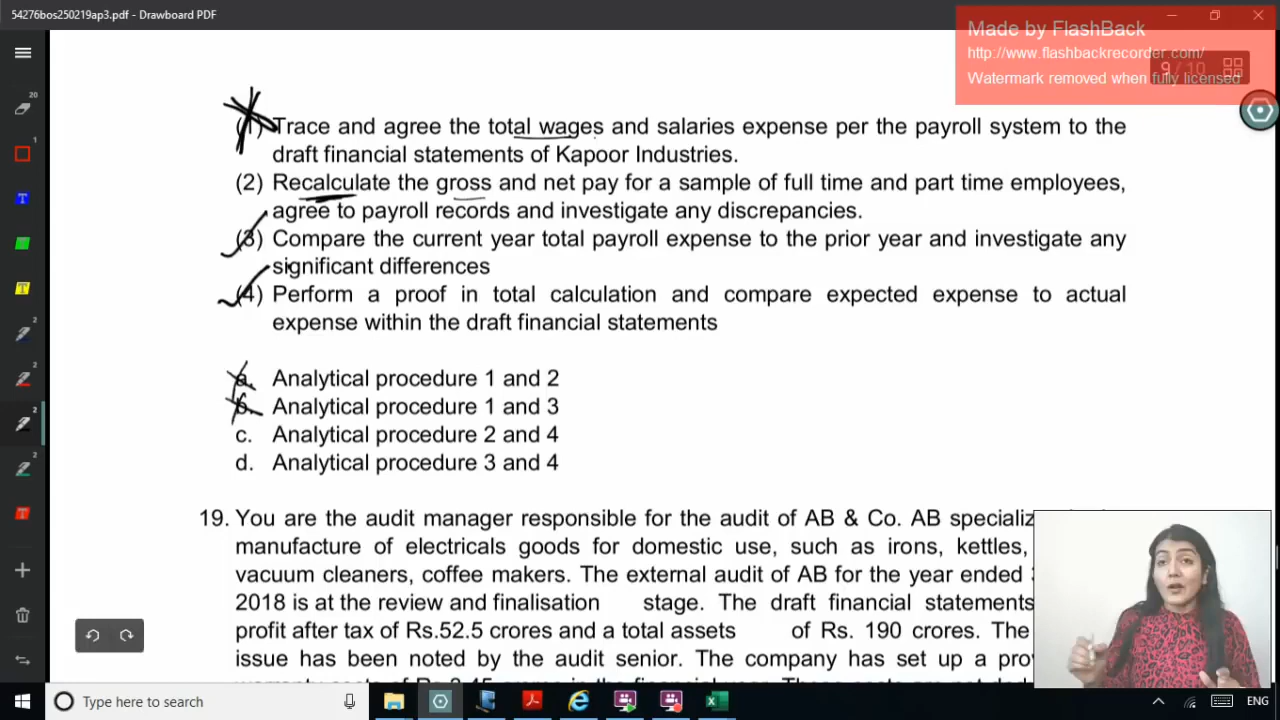 54276bos250219ap3.pdf - Drawboard PDF
Made by FlashBack
http://www.flashbackrecorder.com/
9 / 10
Watermark removed when fully licensed
(1) Trace and agree the total wages and salaries expense per the payroll system to the
draft financial statements of Kapoor Industries.
(2) Recalculate the gross and net pay for a sample of full time and part time employees,
agree to payroll records and investigate any discrepancies.
(3) Compare the current year total payroll expense to the prior year and investigate any
significant differences
(4) Perform a proof in total calculation and compare expected expense to actual
expense within the draft financial statements
a. Analytical procedure 1 and 2
b. Analytical procedure 1 and 3
c. Analytical procedure 2 and 4
d. Analytical procedure 3 and 4
19. You are the audit manager responsible for the audit of AB & Co. AB
manufacture of electricals goods for domestic use, such as irons, kettles,
vacuum cleaners, coffee makers. The external audit of AB for the year ended
2018 is at the review and finalisation stage. The draft financial statements
profit after tax of Rs.52.5 crores and a total assets of Rs. 190 crores. The
issue has been noted by the audit senior. The company has set up a
20
1
2
2
2
2
Type here to search
ENG